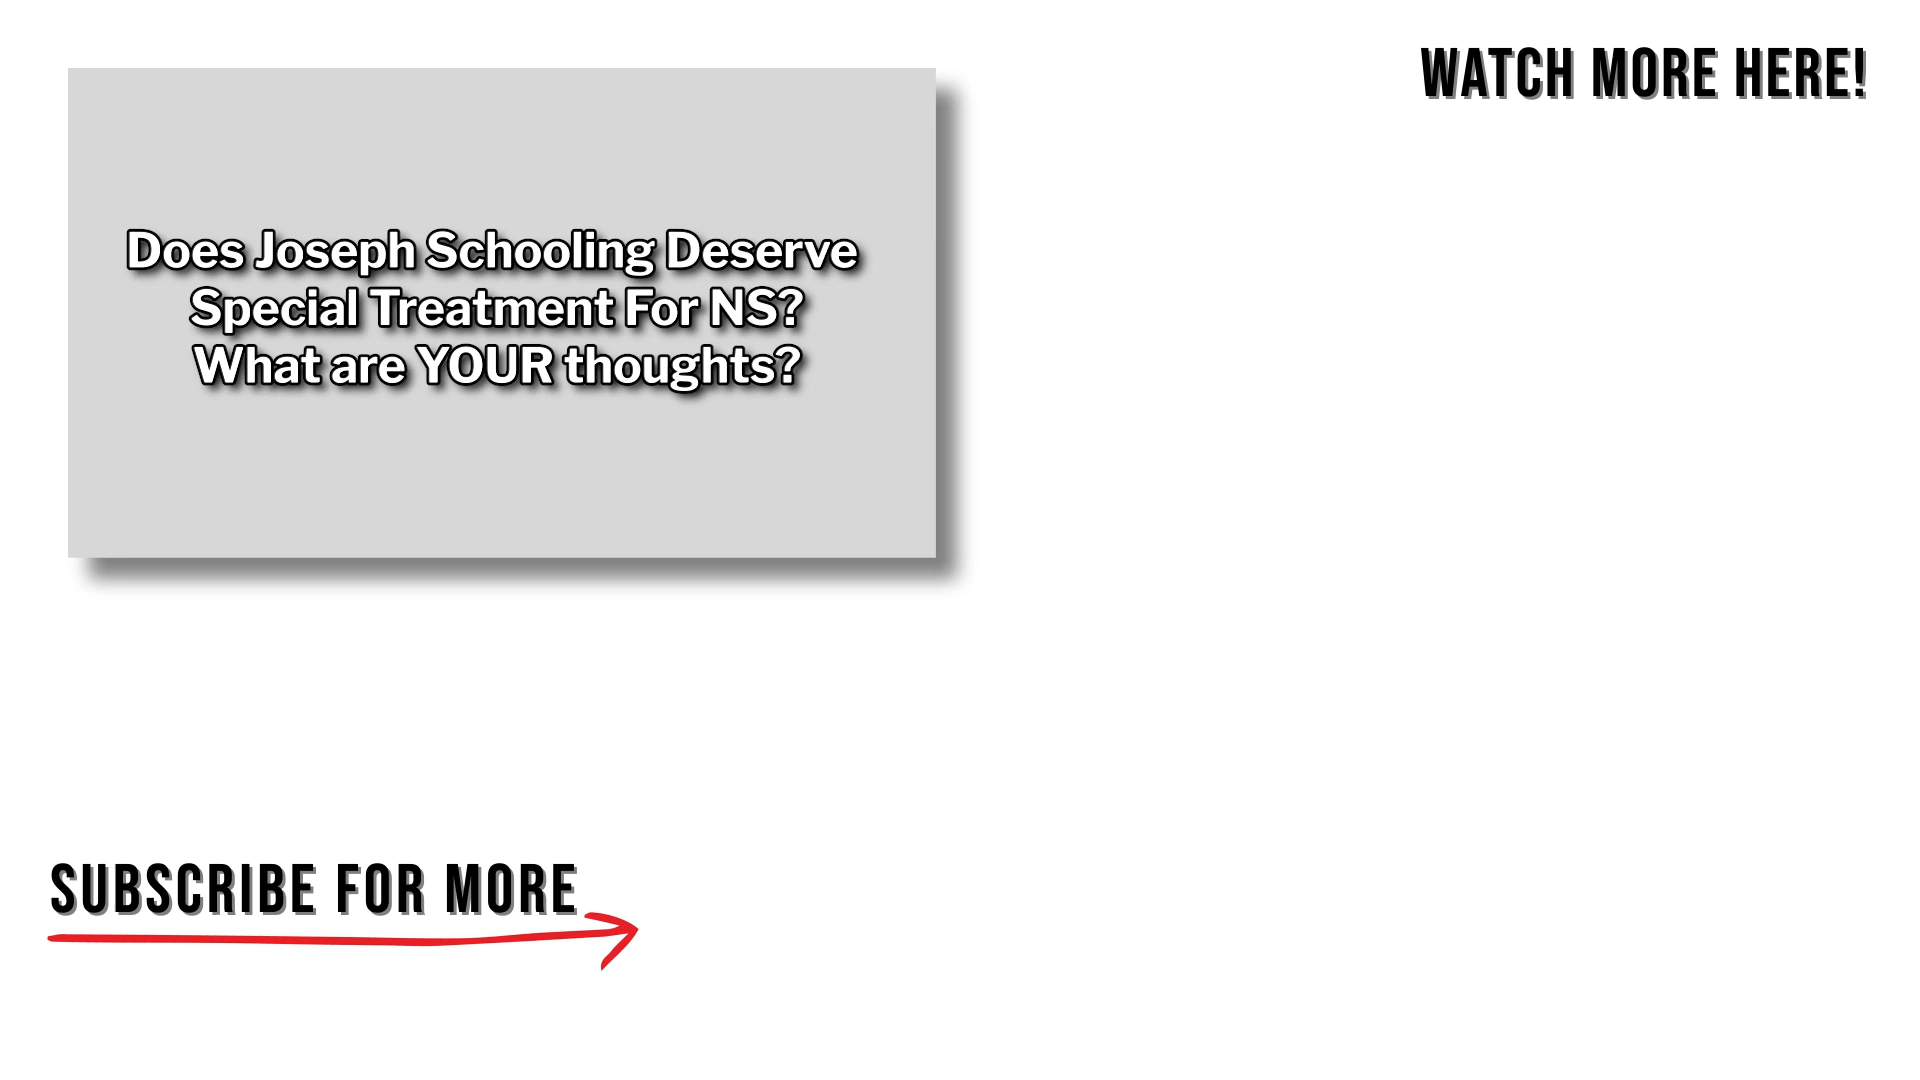 WATCH MORE HERE!
Does Joseph Schooling Deserve
Special Treatment For NS?
What are YOUR thoughts?
SUBSCRIBE FOR MORE